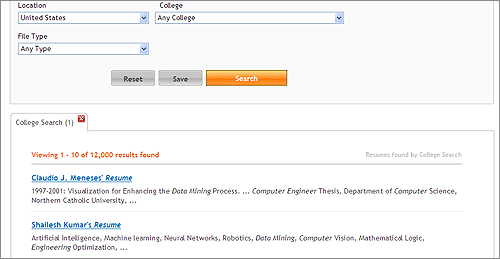 Location College
United States Any College
File Type
Any Type
Reset Save Search
College Search (1)
Viewing 1 - 10 of 12,000 results found Resumes found by College Search
Claudio J. Meneses' Resume
1997-2001: Visualization for Enhancing the Data Mining Process. ... Computer Engineer Thesis, Department of Computer Science,
Northern Catholic University, ...
Shailesh Kumar's Resume
Artificial Intelligence, Machine learning, Neural Networks, Robotics, Data Mining, Computer Vision, Mathematical Logic,
Engineering Optimization, ...